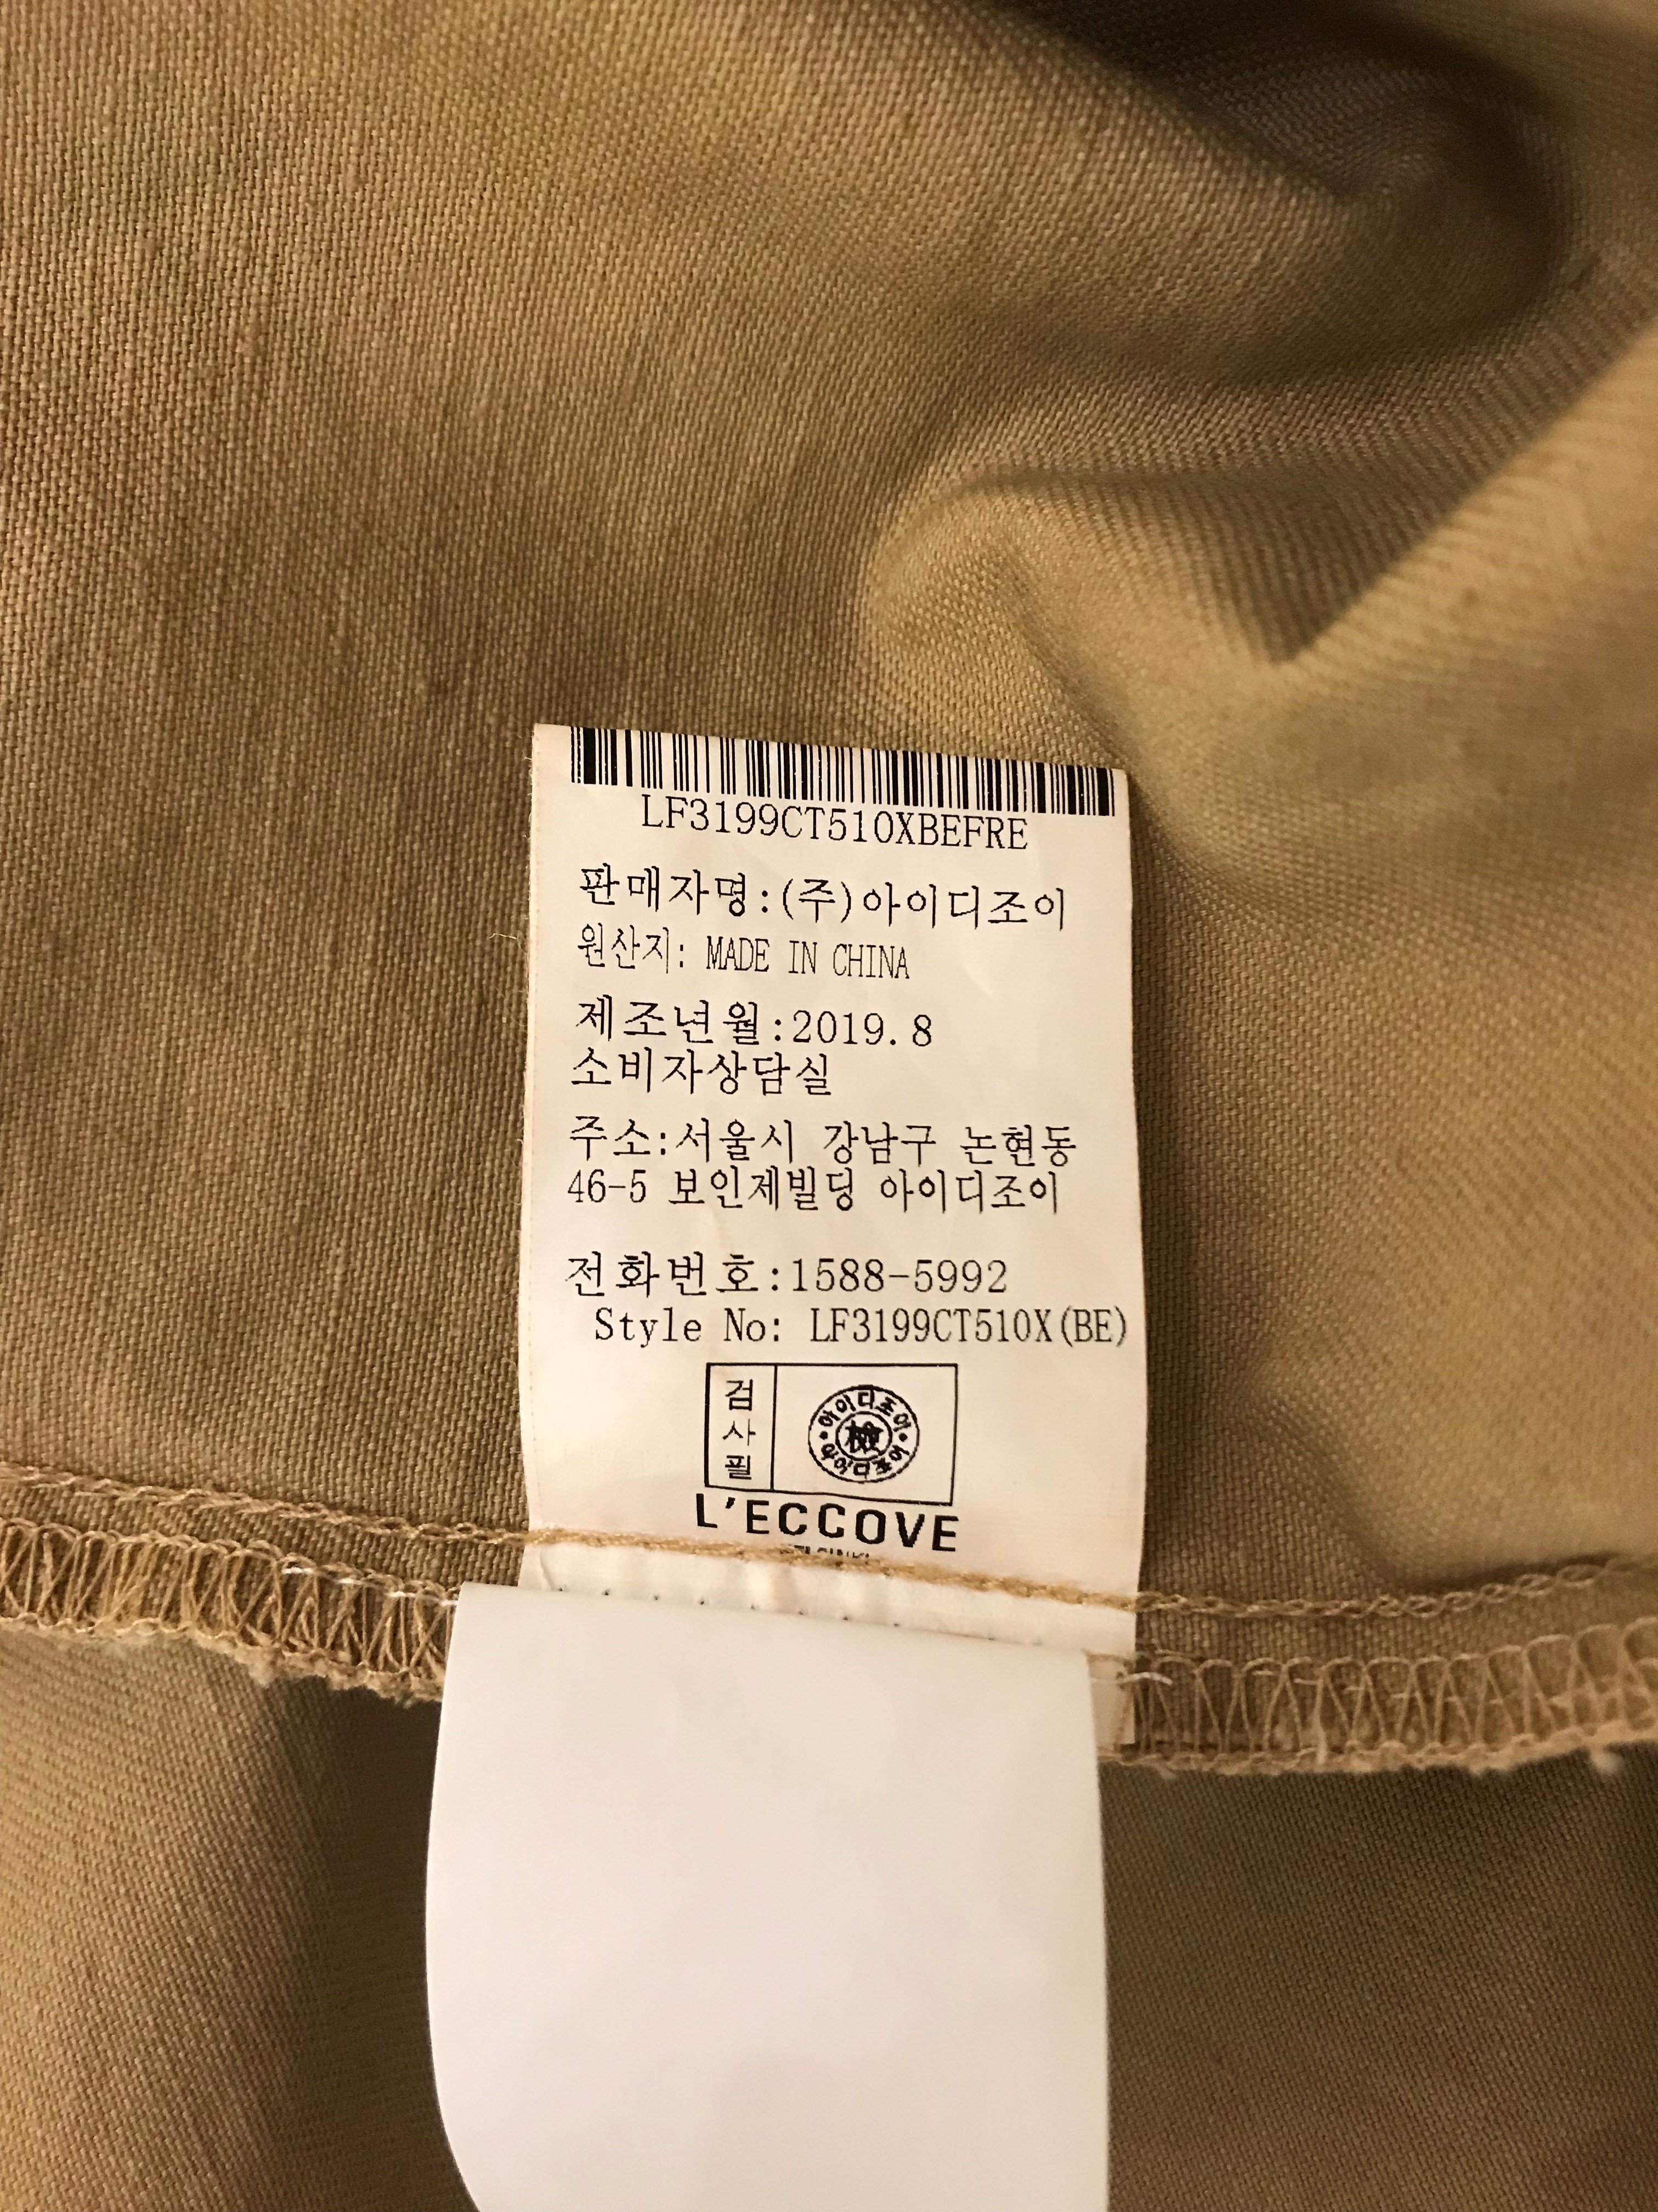 LF3199CT510XBEFRE
판매자명:(주)아이디조이
원산지: MADE IN CHINA
제조년월:2019.8
소비자상담실
주소:서울시 강남구 논현동
46-5 보인제빌딩 아이디조이
전화번호:1588-5992
Style No: LF3199CT510X(BE)
검사필
아이디조이
檢
아이디조이
L'ECCOVE